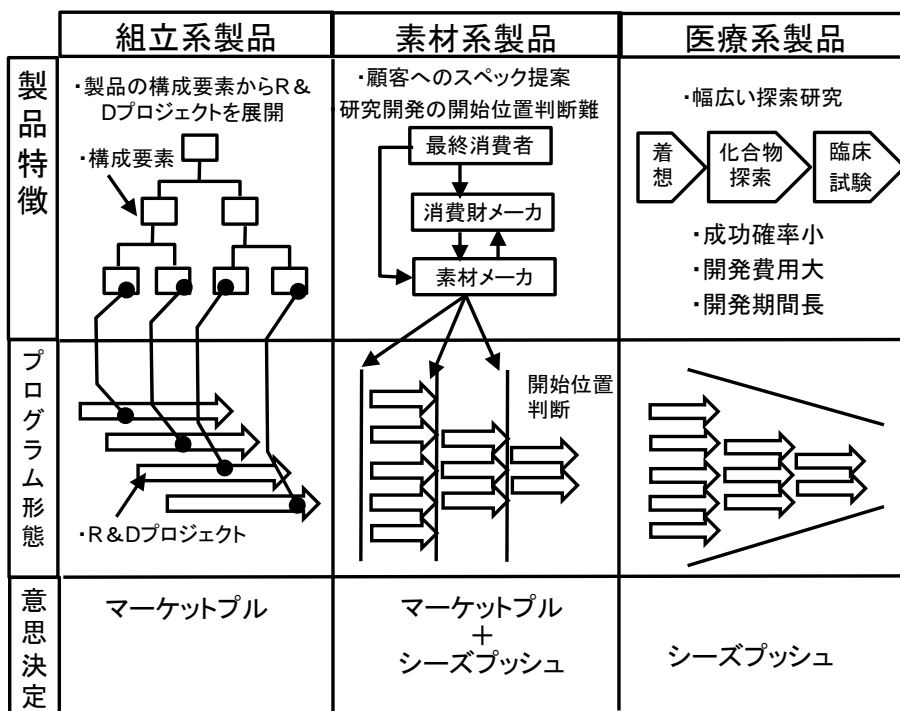 組立系製品
素材系製品
医療系製品
製品特徴
・製品の構成要素からR&
Dプロジェクトを展開
・構成要素
・顧客へのスペック提案
・研究開発の開始位置判断難
最終消費者
消費財メーカ
素材メーカ
・幅広い探索研究
着想
化合物
探索
臨床
試験
・成功確率小
・開発費用大
・開発期間長
プログラム形態
・R&Dプロジェクト
開始位置
判断
意思決定
マーケットプル
マーケットプル
+
シーズプッシュ
シーズプッシュ